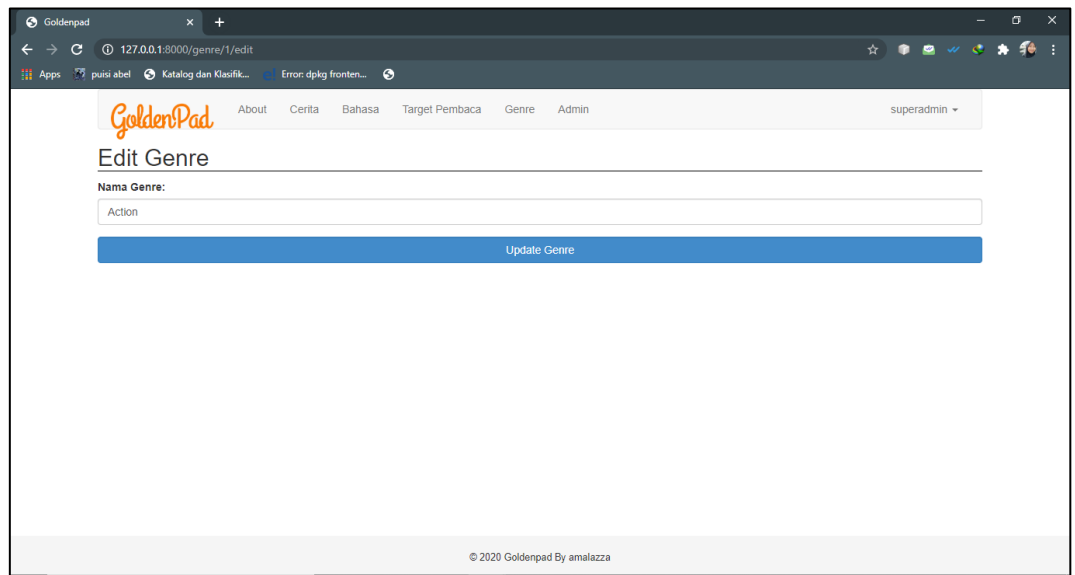 Goldenpad
127.0.0.1:8000/genre/1/edit
Apps puisi abel Katalog dan Klasifik... Error: dpkg fronten...
GoldenPad About Cerita Bahasa Target Pembaca Genre Admin superadmin
Edit Genre
Nama Genre:
Action
Update Genre
© 2020 Goldenpad By amalazza